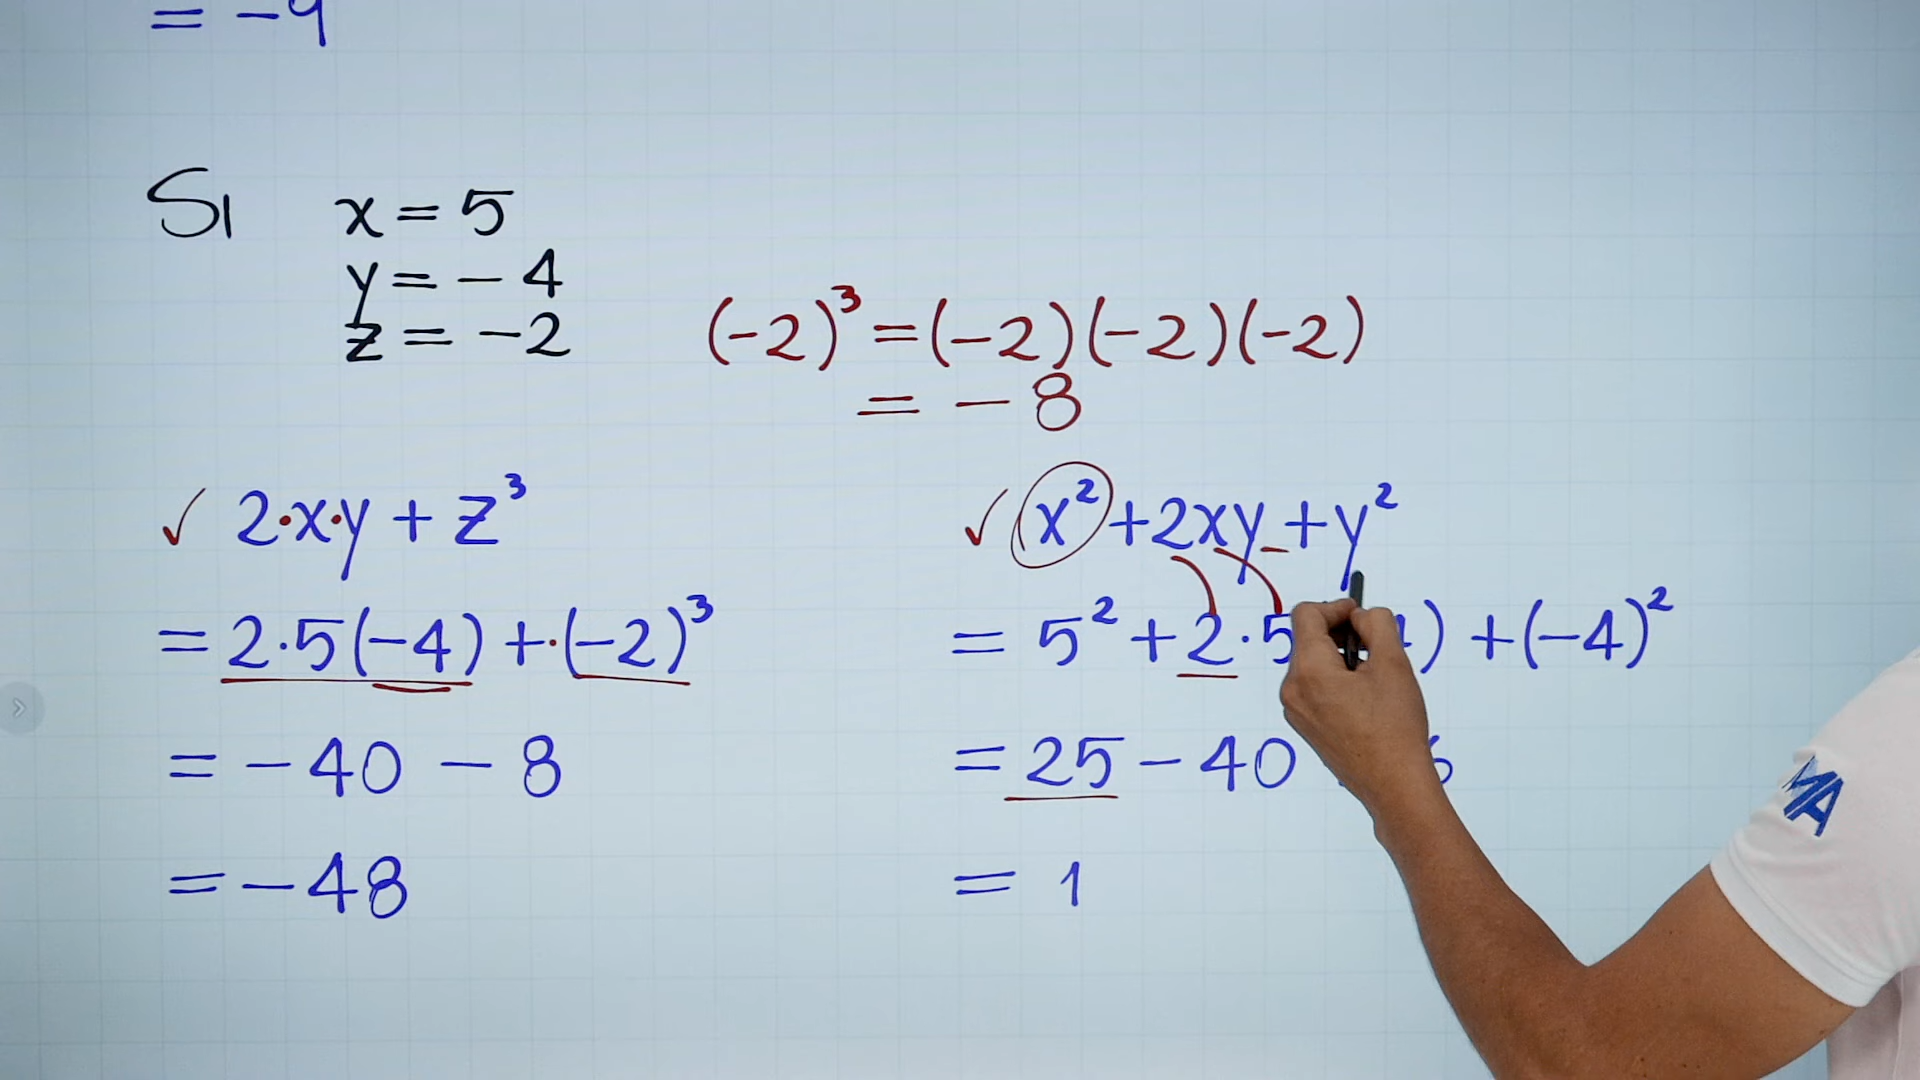 = -9
SI x = 5
y = -4
z = -2
(-2)³ = (-2)(-2)(-2)
= -8
✓ 2·x·y + z³
= 2·5(-4) + ·(-2)³
= -40 - 8
= -48
✓ x² + 2xy + y²
= 5² + 2·5 ) + (-4)²
= 25 - 40
= 1
MA